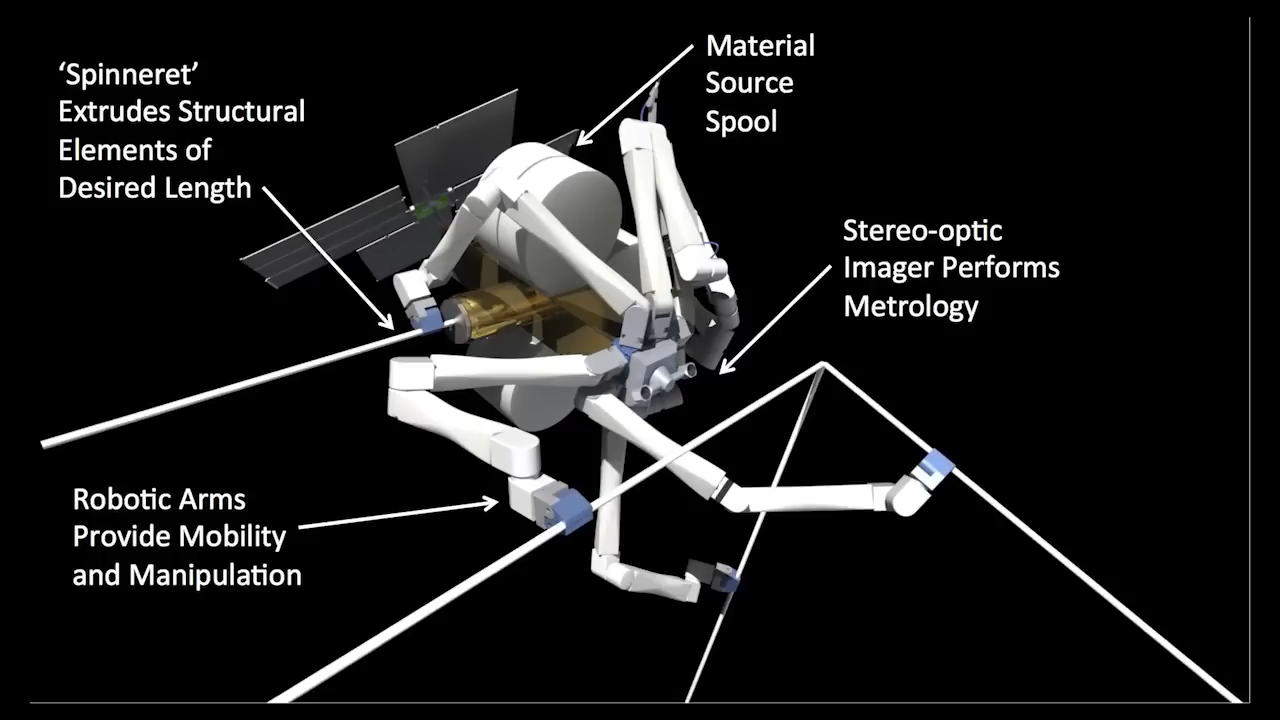 ‘Spinneret’
Extrudes Structural
Elements of
Desired Length
Material
Source
Spool
Stereo-optic
Imager Performs
Metrology
Robotic Arms
Provide Mobility
and Manipulation